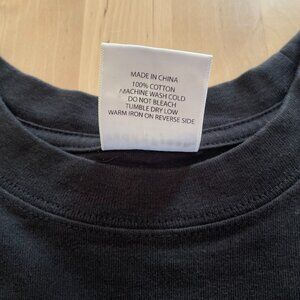 MADE IN CHINA
100% COTTON
MACHINE WASH COLD
DO NOT BLEACH
TUMBLE DRY LOW
WARM IRON ON REVERSE SIDE